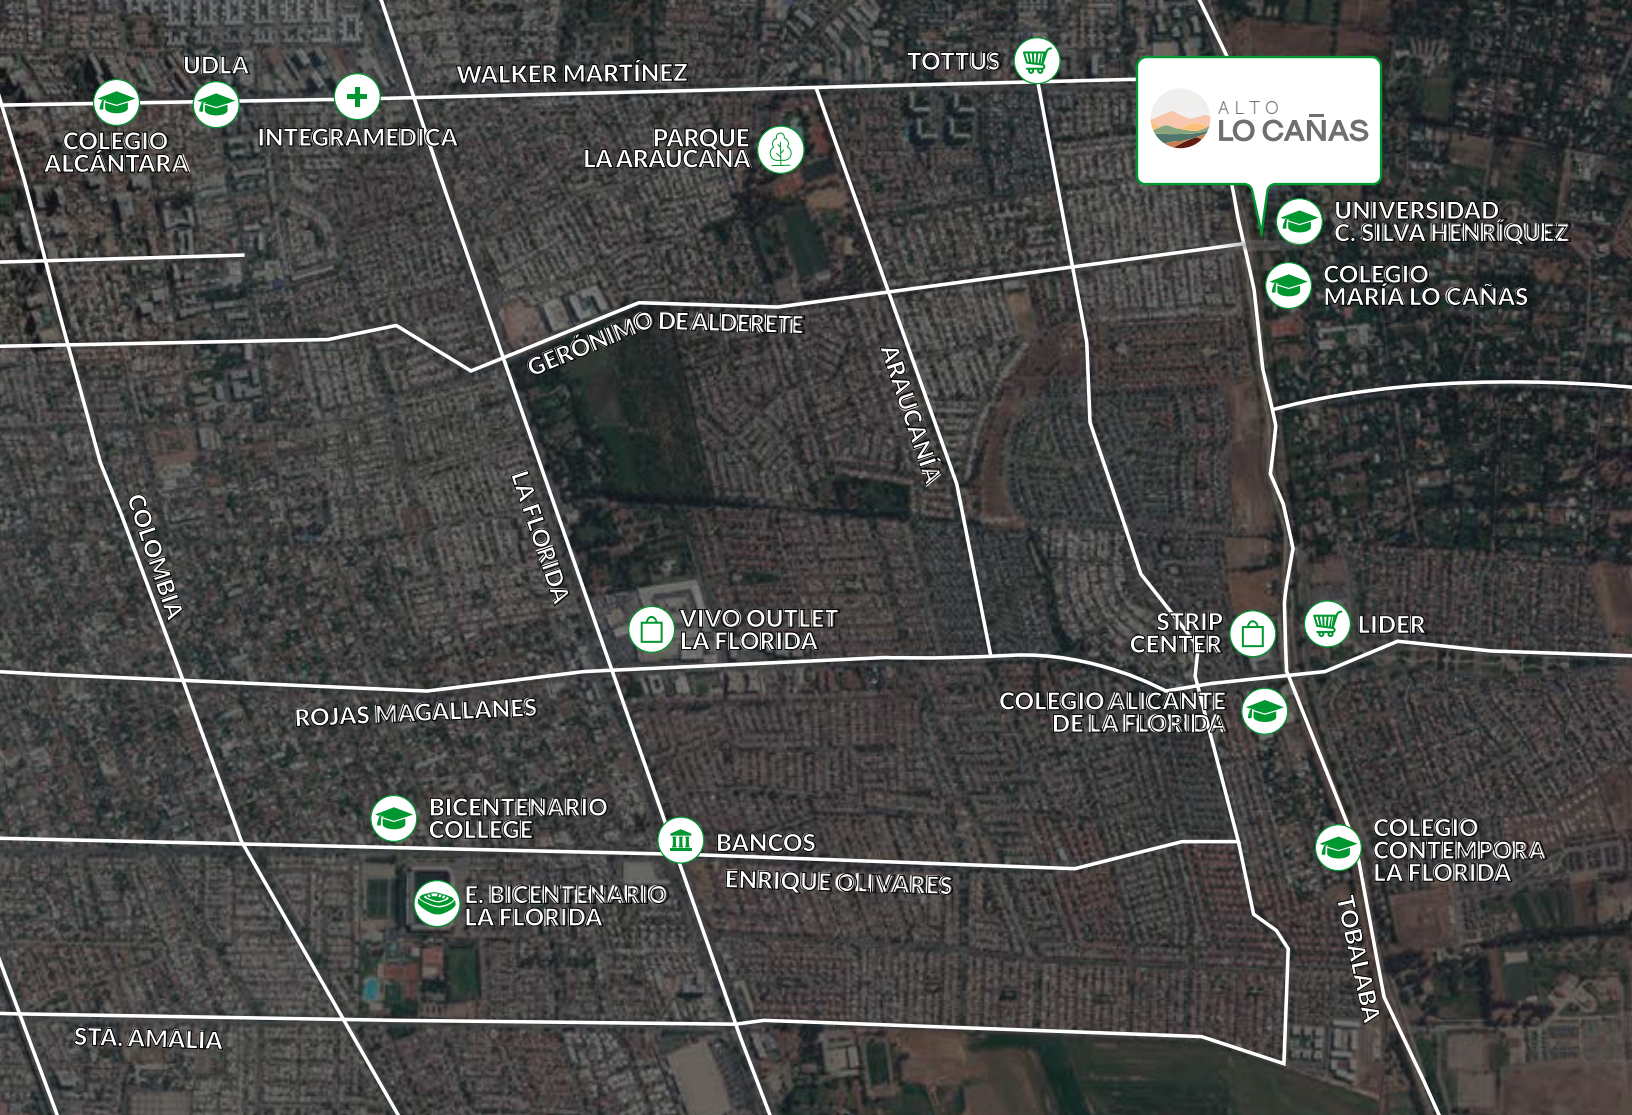 UDLA
WALKER MARTÍNEZ
TOTTUS
COLEGIO
ALCÁNTARA
INTEGRAMEDICA
PARQUE
LA ARAUCANA
ALTO
LO CAÑAS
UNIVERSIDAD
C. SILVA HENRÍQUEZ
COLEGIO
MARÍA LO CAÑAS
GERÓNIMO DE ALDERETE
ARAUCANÍA
COLOMBIA
LA FLORIDA
VIVO OUTLET
LA FLORIDA
STRIP
CENTER
LIDER
ROJAS MAGALLANES
COLEGIO ALICANTE
DE LA FLORIDA
BICENTENARIO
COLLEGE
BANCOS
COLEGIO
CONTEMPORA
LA FLORIDA
ENRIQUE OLIVARES
E. BICENTENARIO
LA FLORIDA
TOBALABA
STA. AMALIA